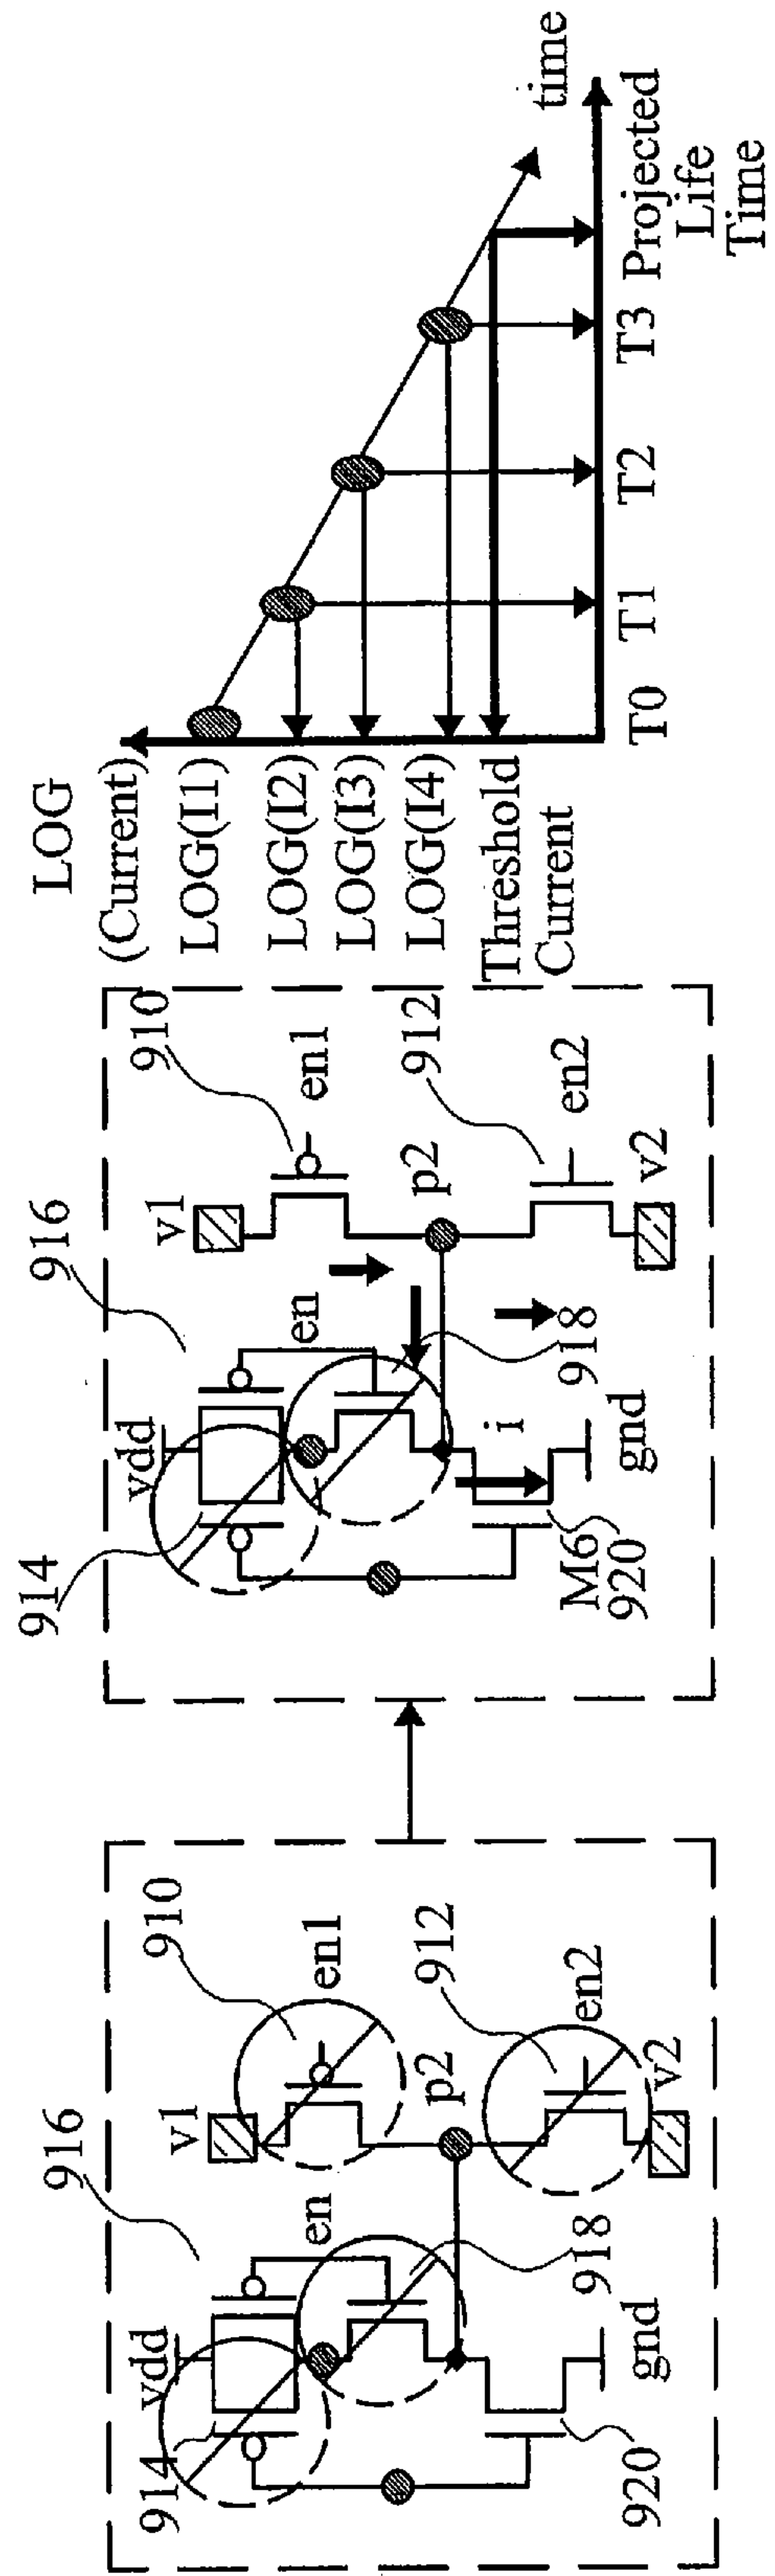 916
914
vdd
en
v1
910
en1
p2
912
en2
918
920
gnd
v2
916
914
vdd
en
v1
910
en1
p2
912
en2
918
i
M6
920
gnd
v2
LOG
(Current)
LOG(I1)
LOG(I2)
LOG(I3)
LOG(I4)
Threshold
Current
T0
T1
T2
T3
Projected
Life
Time
time